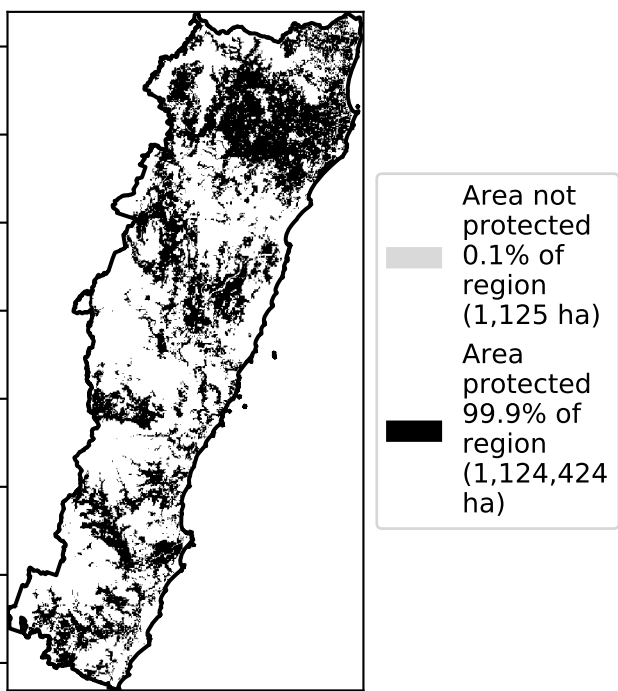 Area not
protected
0.1% of
region
(1,125 ha)
Area
protected
99.9% of
region
(1,124,424
ha)